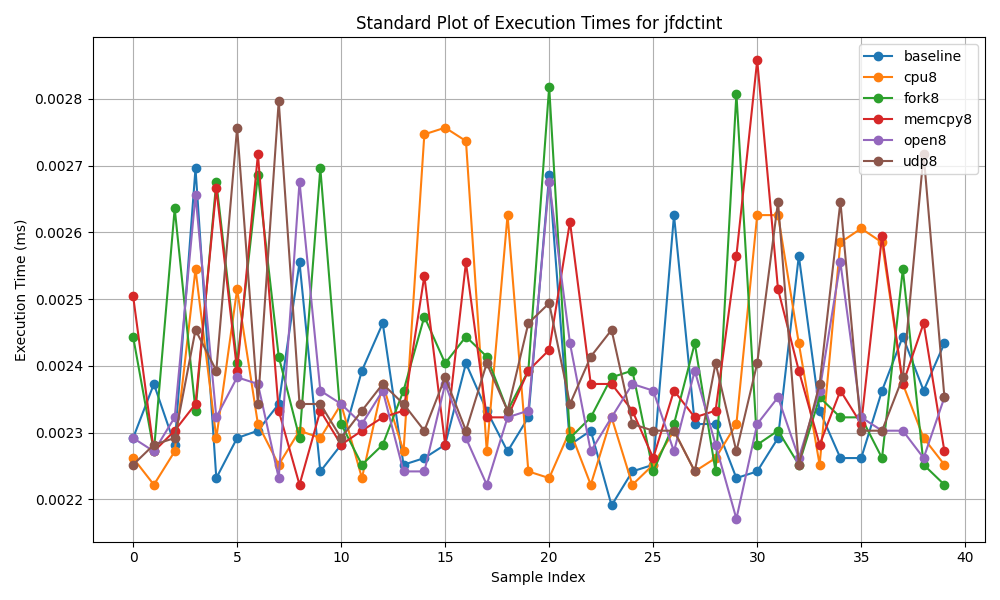 Standard Plot of Execution Times for jfdctint
Execution Time (ms)
0.0028
0.0027
0.0026
0.0025
0.0024
0.0023
0.0022
baseline
cpu8
fork8
memcpy8
open8
udp8
0 5 10 15 20 25 30 35 40
Sample Index